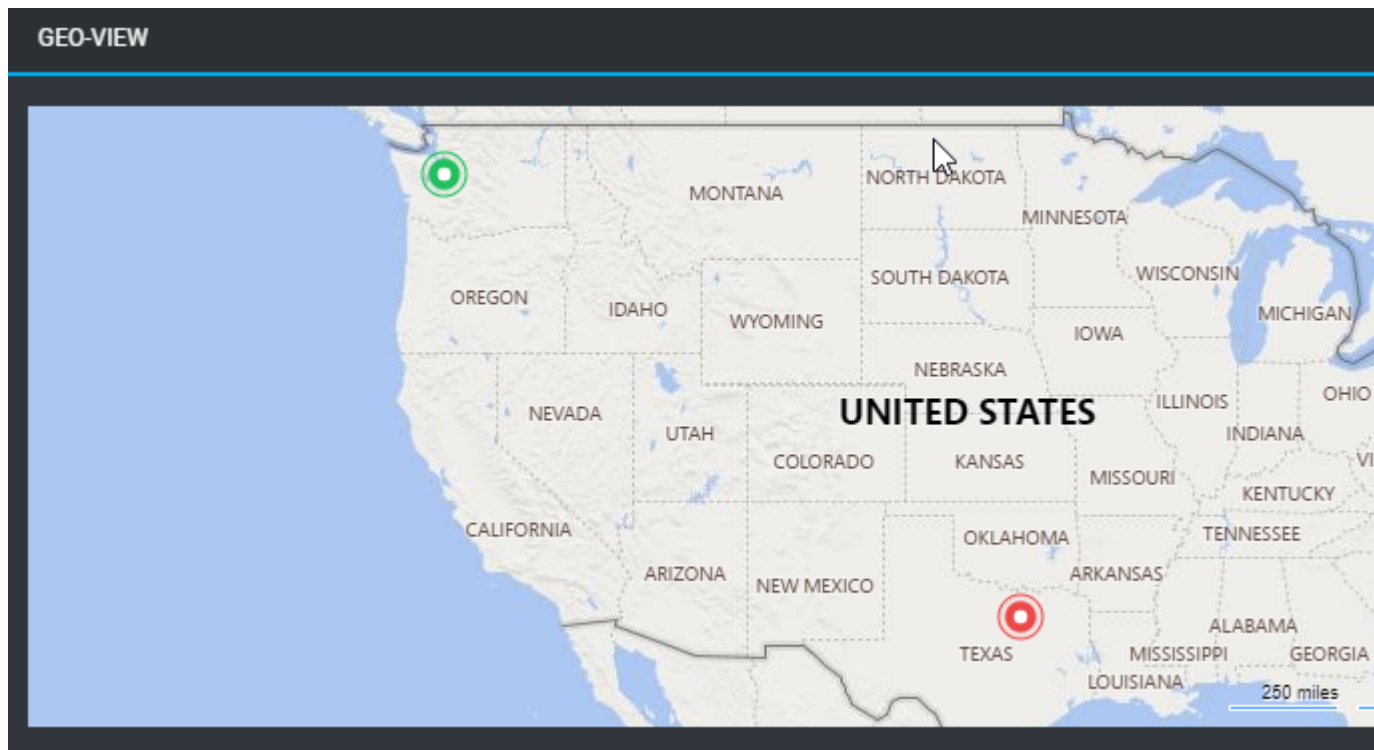 GEO-VIEW
NORTH DAKOTA
MONTANA
MINNESOTA
WISCONSIN
SOUTH DAKOTA
OREGON
IDAHO
MICHIGAN
WYOMING
IOWA
NEBRASKA
OHIO
ILLINOIS
UNITED STATES
NEVADA
UTAH
INDIANA
COLORADO
KANSAS
VI
MISSOURI
KENTUCKY
CALIFORNIA
OKLAHOMA
TENNESSEE
ARIZONA
NEW MEXICO
ARKANSAS
ALABAMA
TEXAS
MISSISSIPPI
GEORGIA
LOUISIANA
250 miles